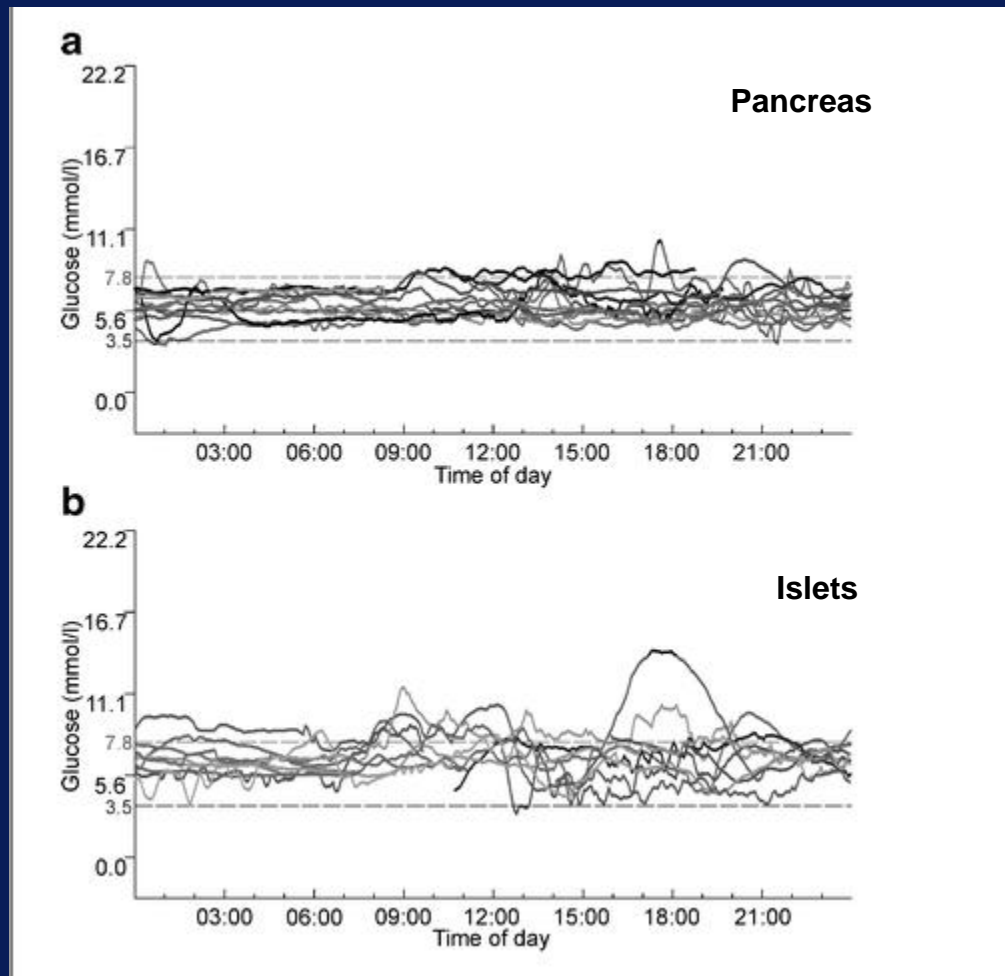 a
Pancreas
22.2
16.7
11.1
7.8
5.6
3.5
0.0
Glucose (mmol/l)
03:00 06:00 09:00 12:00 15:00 18:00 21:00
Time of day
b
Islets
22.2
16.7
11.1
7.8
5.6
3.5
0.0
Glucose (mmol/l)
03:00 06:00 09:00 12:00 15:00 18:00 21:00
Time of day